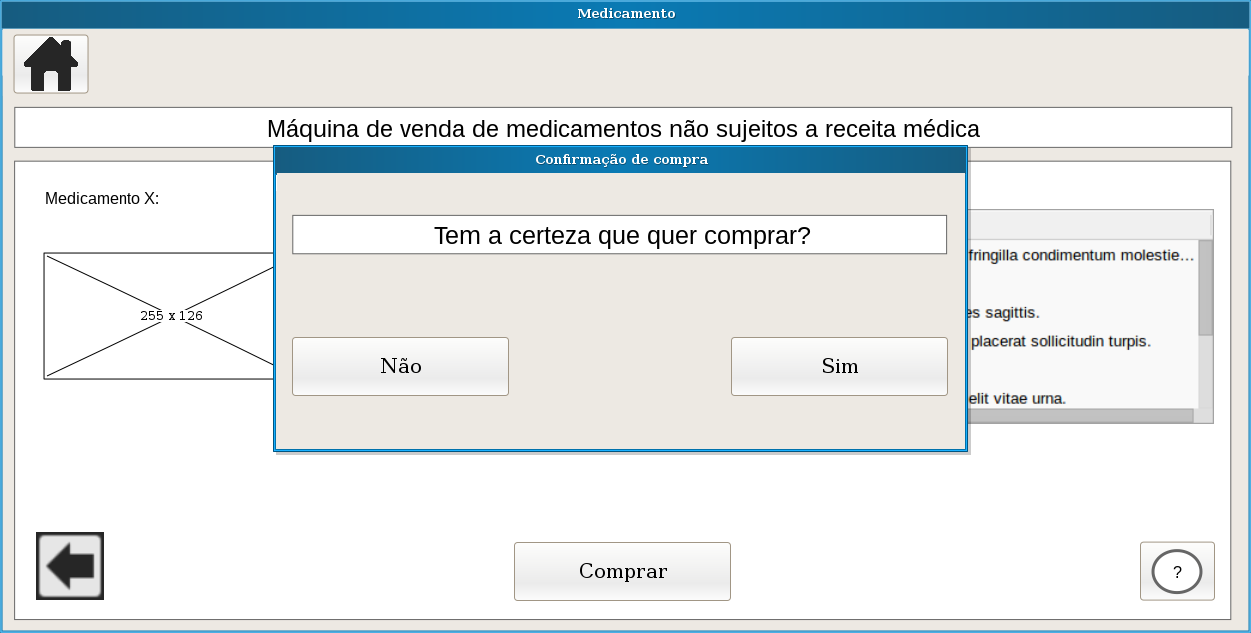 Medicamento
Máquina de venda de medicamentos não sujeitos a receita médica
Confirmação de compra
Medicamento X:
Tem a certeza que quer comprar?
fringilla condimentum molestie...
255 x 126
es sagittis.
placerat sollicitudin turpis.
Não
Sim
elit vitae urna.
Comprar
?